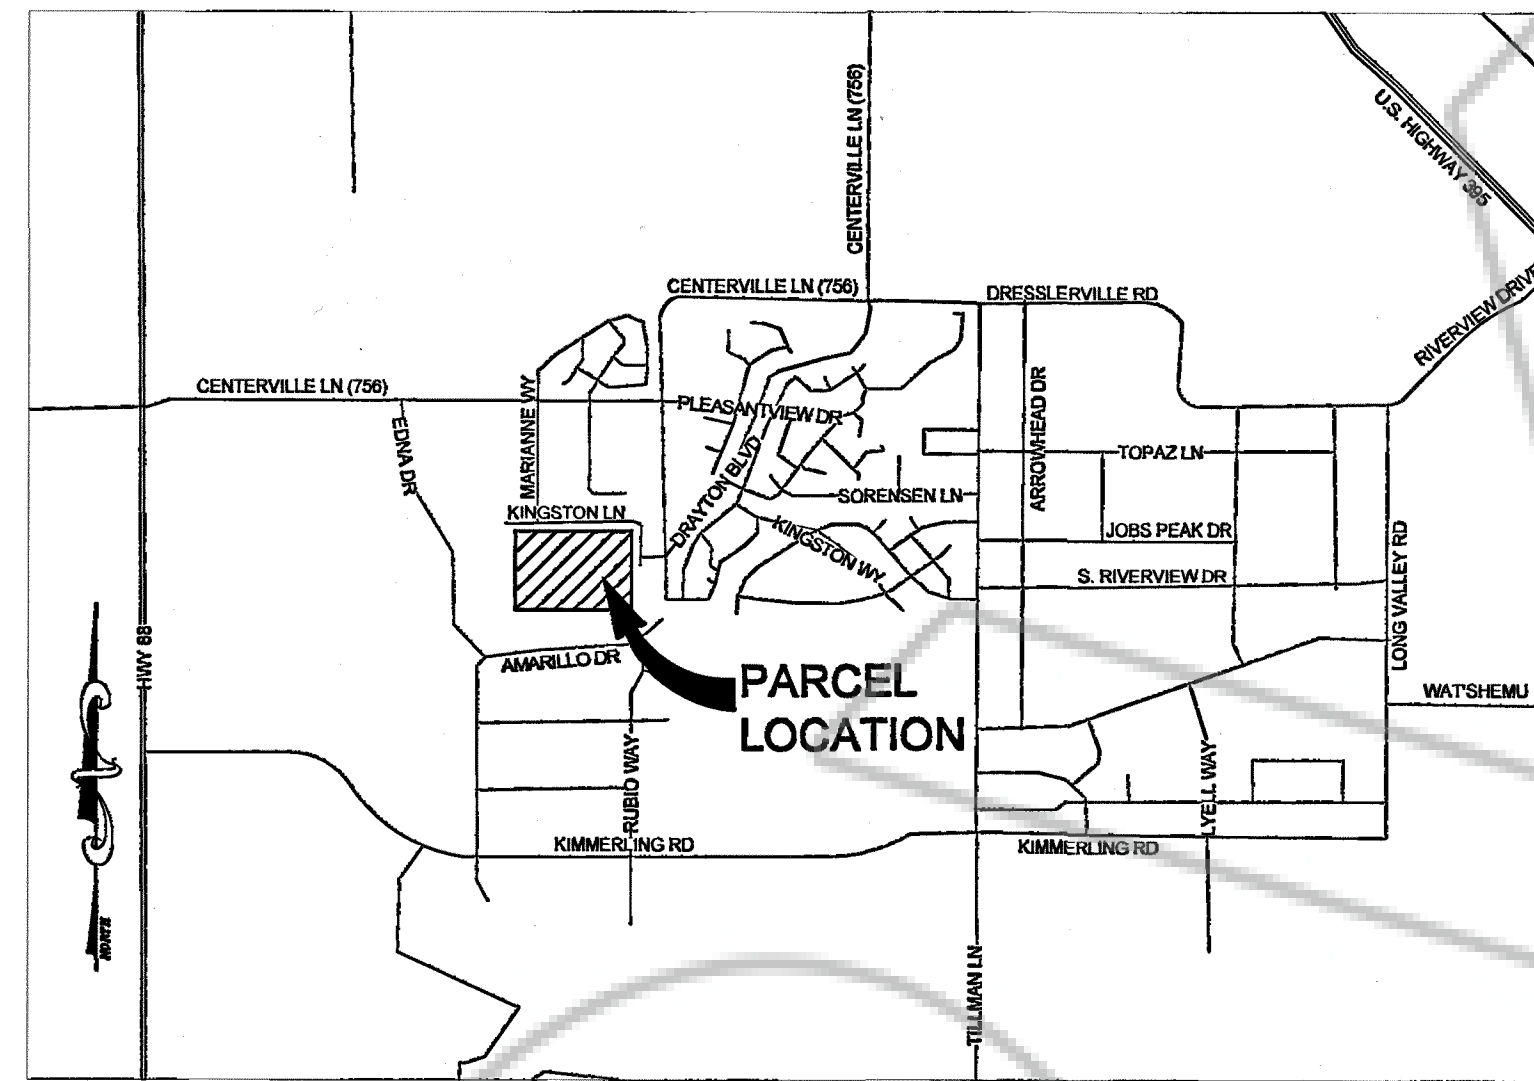 CENTERVILLE LN (756)
U.S. HIGHWAY 395
CENTERVILLE LN (756)
DRESSLERVILLE RD
RIVERVIEW DRIVE
CENTERVILLE LN (756)
MARIANNE WY
PLEASANTVIEW DR
ARROWHEAD DR
EDNA DR
TOPAZ LN
DRAYTON BLVD
SORENSEN LN
KINGSTON LN
KINGSTON WY
JOBS PEAK DR
S. RIVERVIEW DR
LONG VALLEY RD
HWY 88
AMARILLO DR
PARCEL
LOCATION
WAT'SHEMU
RUBIO WAY
LYELL WAY
KIMMERLING RD
KIMMERLING RD
NORTH
TILLMAN LN